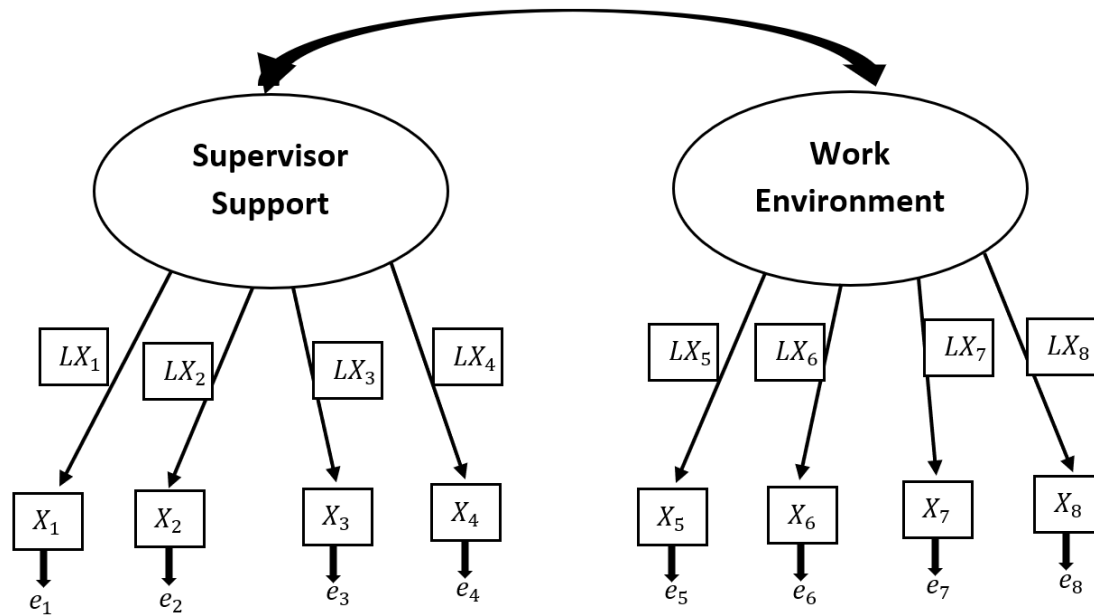 Supervisor
Support
Work
Environment
LX₁
LX₂
LX₃
LX₄
LX₅
LX₆
LX₇
LX₈
X₁
X₂
X₃
X₄
X₅
X₆
X₇
X₈
e₁
e₂
e₃
e₄
e₅
e₆
e₇
e₈